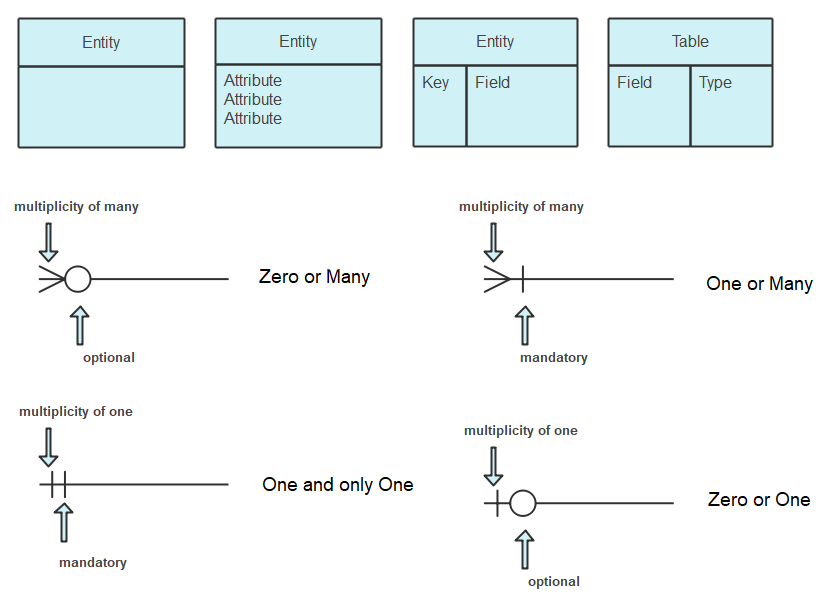 Entity
Entity
Attribute
Attribute
Attribute
Entity
Key Field
Table
Field Type
multiplicity of many
Zero or Many
optional
multiplicity of many
One or Many
mandatory
multiplicity of one
One and only One
mandatory
multiplicity of one
Zero or One
optional